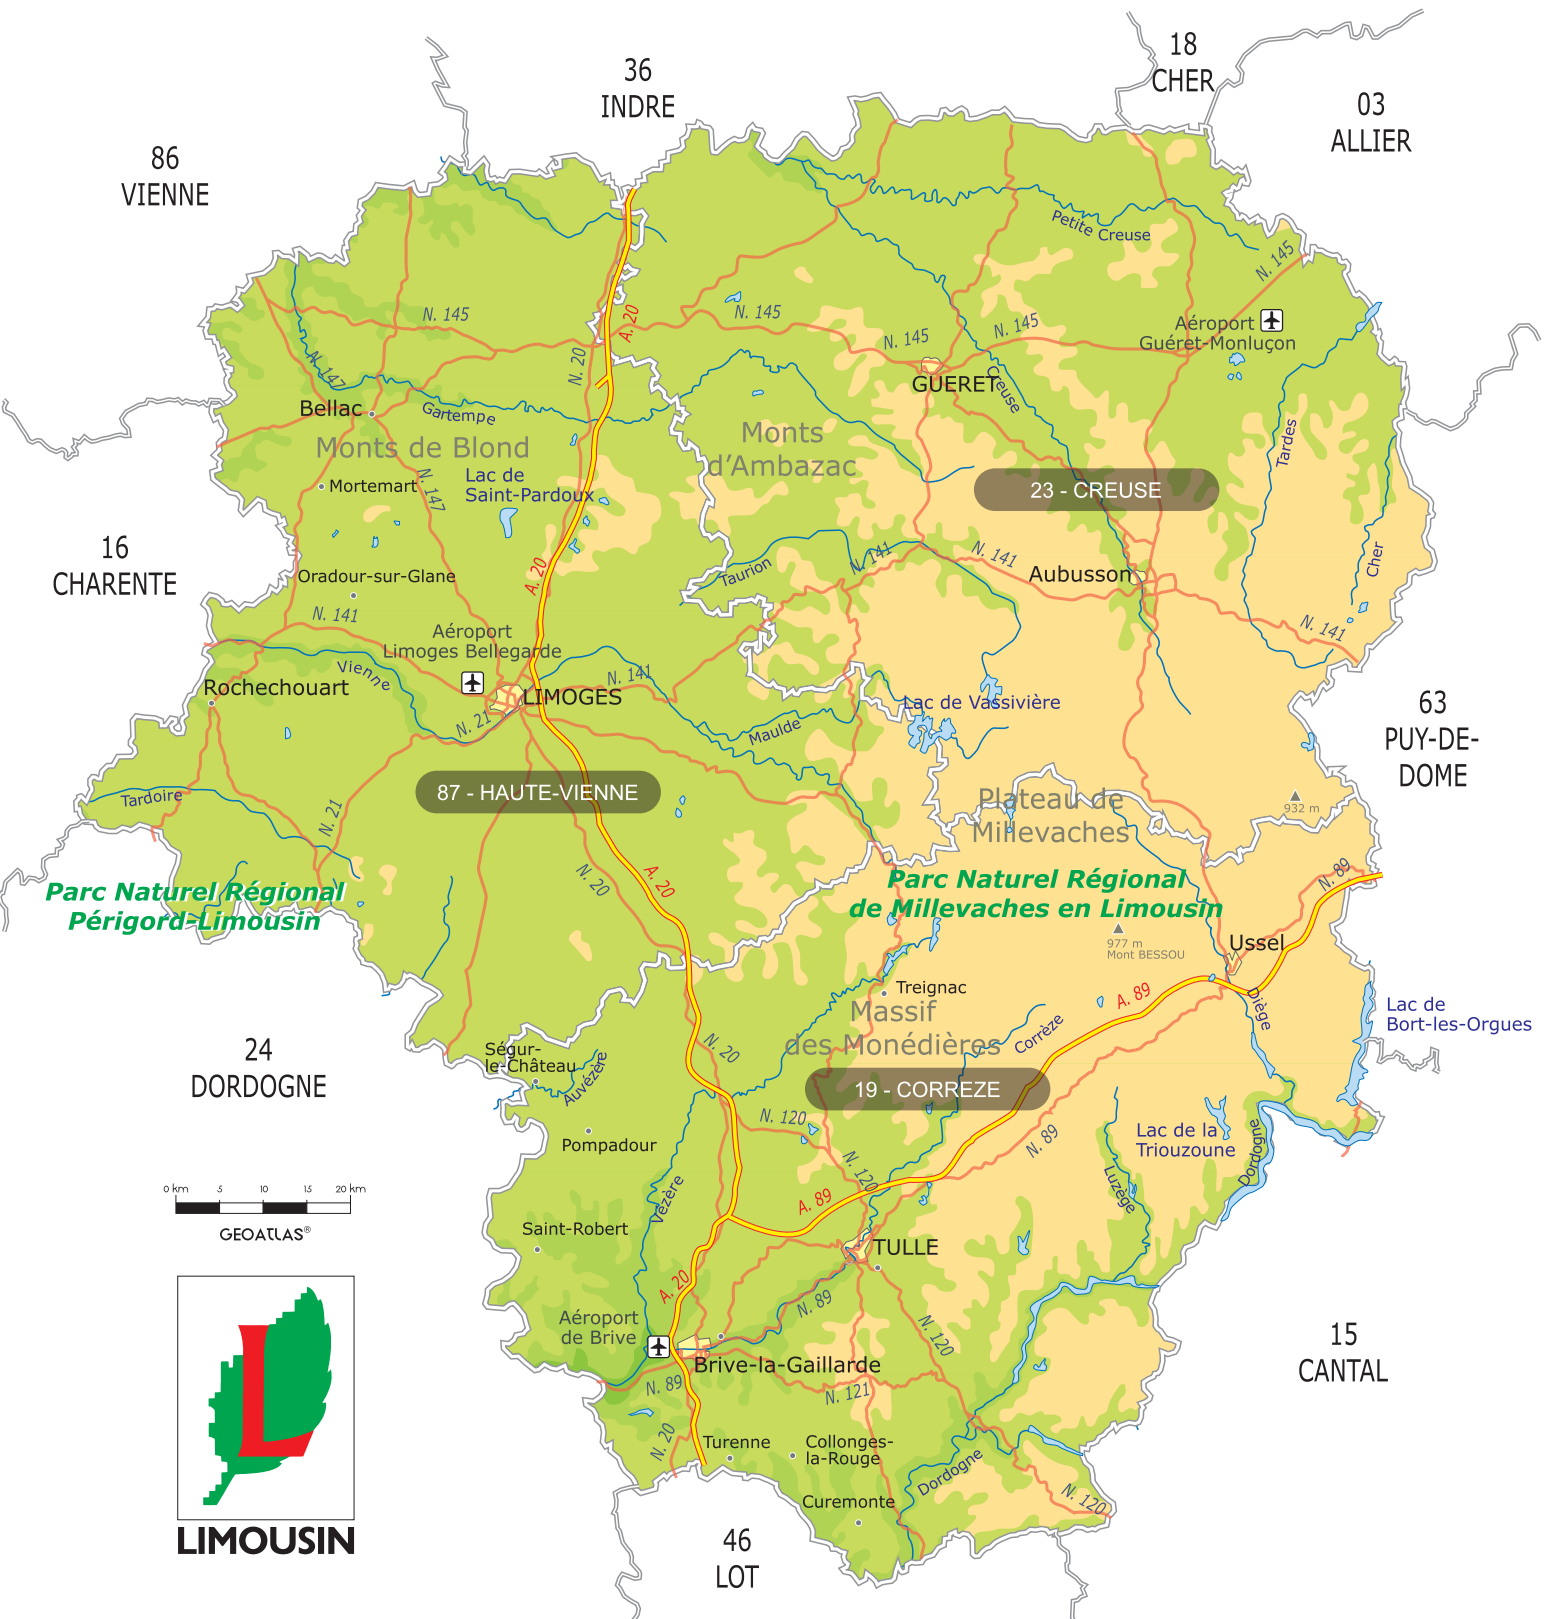 18
CHER
36
INDRE
03
ALLIER
86
VIENNE
Petite Creuse
N. 145
N. 145
A. 20
N. 145
N. 145
N. 145
Aéroport
Guéret-Monluçon
N. 20
N. 147
GUERET
Creuse
Bellac
Gartempe
Monts de Blond
Monts
d'Ambazac
Tardes
Lac de
Saint-Pardoux
Mortemart
N. 147
23 - CREUSE
16
CHARENTE
Oradour-sur-Glane
A. 20
Taurion
N. 141
N. 141
Aubusson
Cher
N. 141
N. 141
Aéroport
Limoges Bellegarde
Vienne
N. 141
Rochechouart
LIMOGES
N. 21
Maulde
Lac de Vassivière
63
PUY-DE-
DOME
87 - HAUTE-VIENNE
Tardoire
N. 21
Plateau de
Millevaches
932 m
N. 20
A. 20
N. 89
Parc Naturel Régional
Périgord-Limousin
Parc Naturel Régional
de Millevaches en Limousin
977 m
Mont BESSOU
Ussel
Treignac
A. 89
Diège
Lac de
Bort-les-Orgues
Massif
des Monédières
Corrèze
24
DORDOGNE
Ségur-
le-Château
Auvézère
N. 20
19 - CORREZE
N. 120
Pompadour
N. 89
Lac de la
Triouzoune
Dordogne
N. 120
Luzège
0 km 5 10 15 20 km
GEOATLAS®
Vézère
A. 89
Saint-Robert
TULLE
A. 20
N. 89
Aéroport
de Brive
N. 120
15
CANTAL
Brive-la-Gaillarde
N. 89
N. 121
N. 20
Turenne
Collonges-
la-Rouge
Dordogne
Curemonte
N. 120
LIMOUSIN
46
LOT